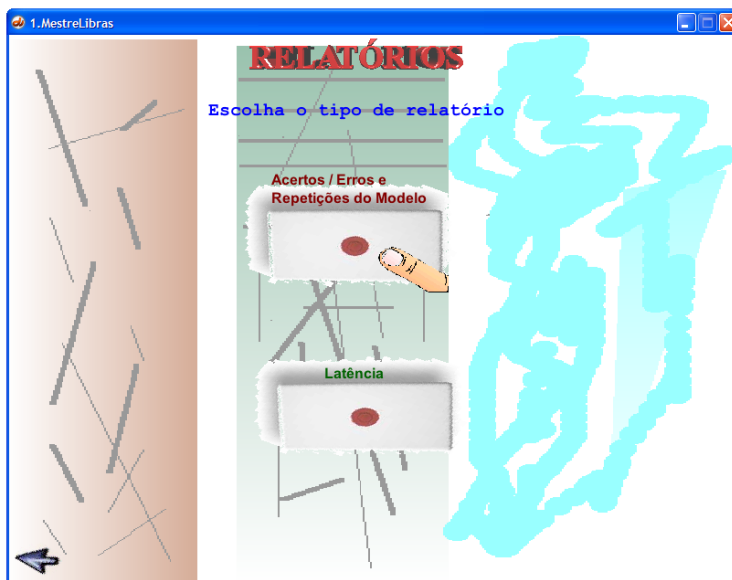 1.MestreLibras
RELATÓRIOS
Escolha o tipo de relatório
Acertos / Erros e
Repetições do Modelo
Latência